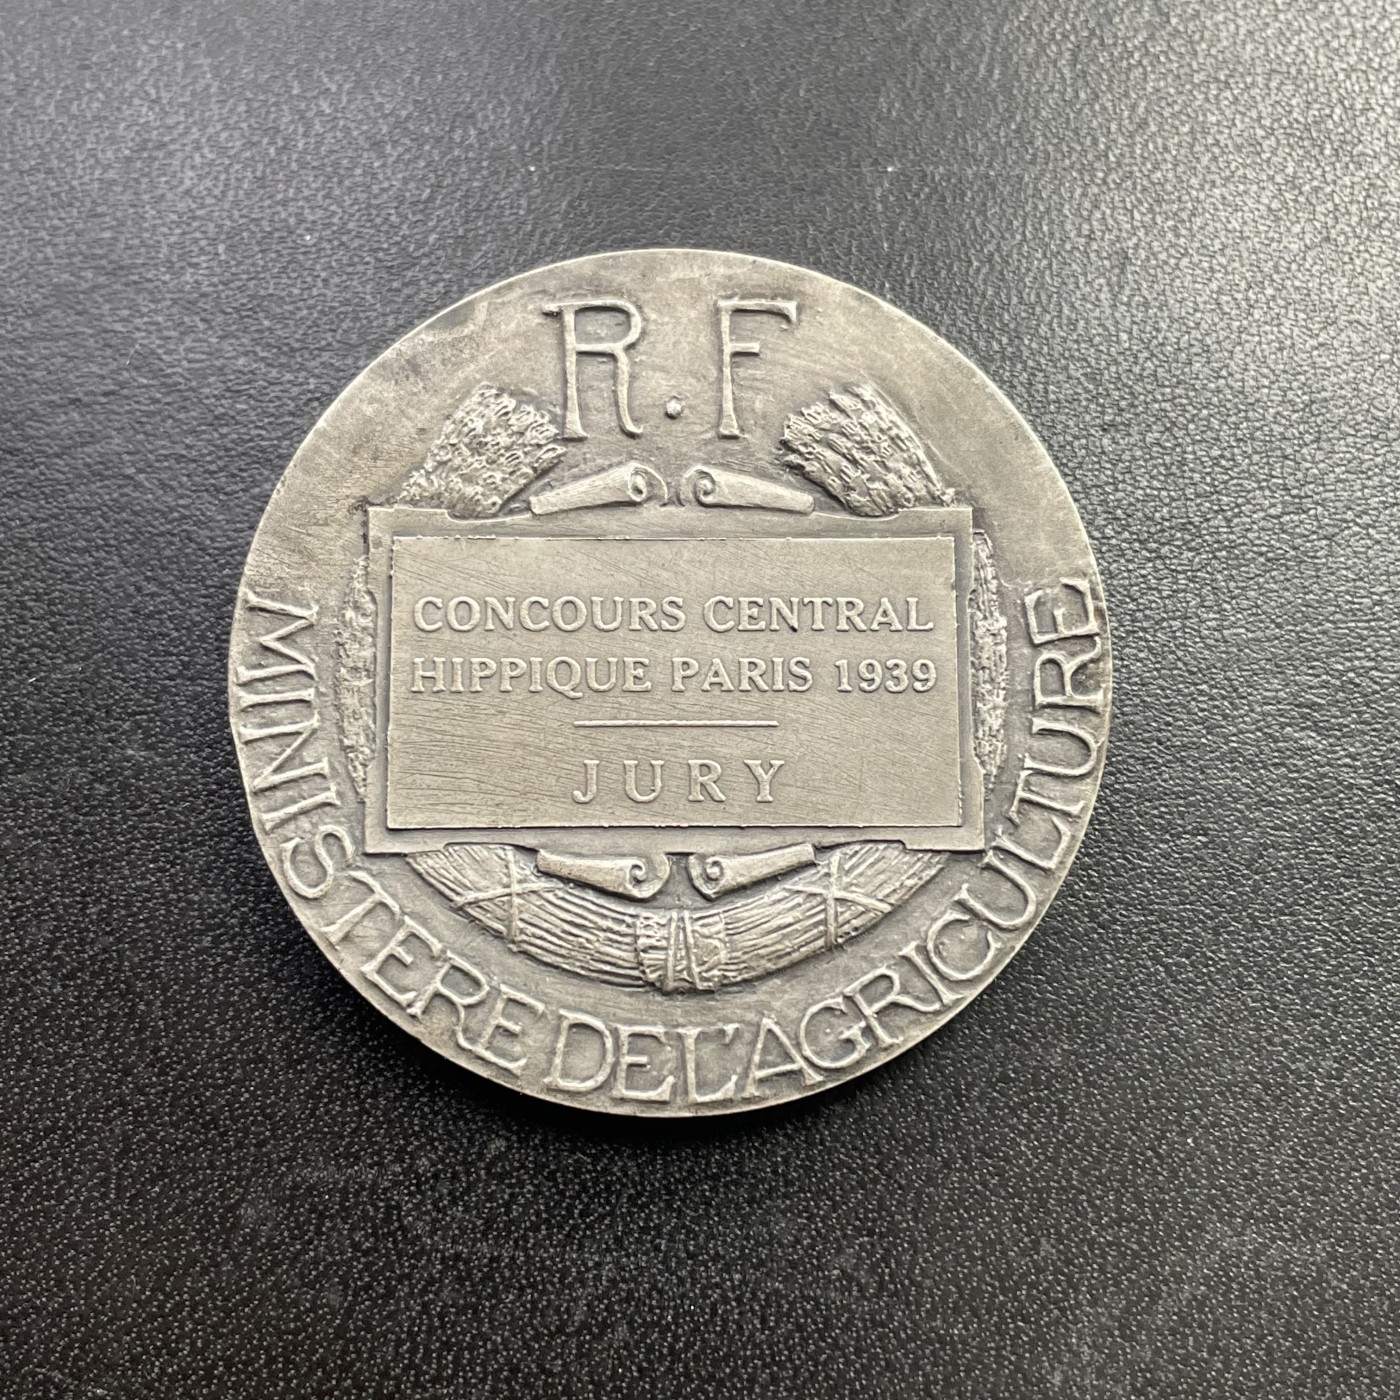 R.F
CONCOURS CENTRAL
HIPPIQUE PARIS 1939
JURY
MINISTERE DE L'AGRICULTURE